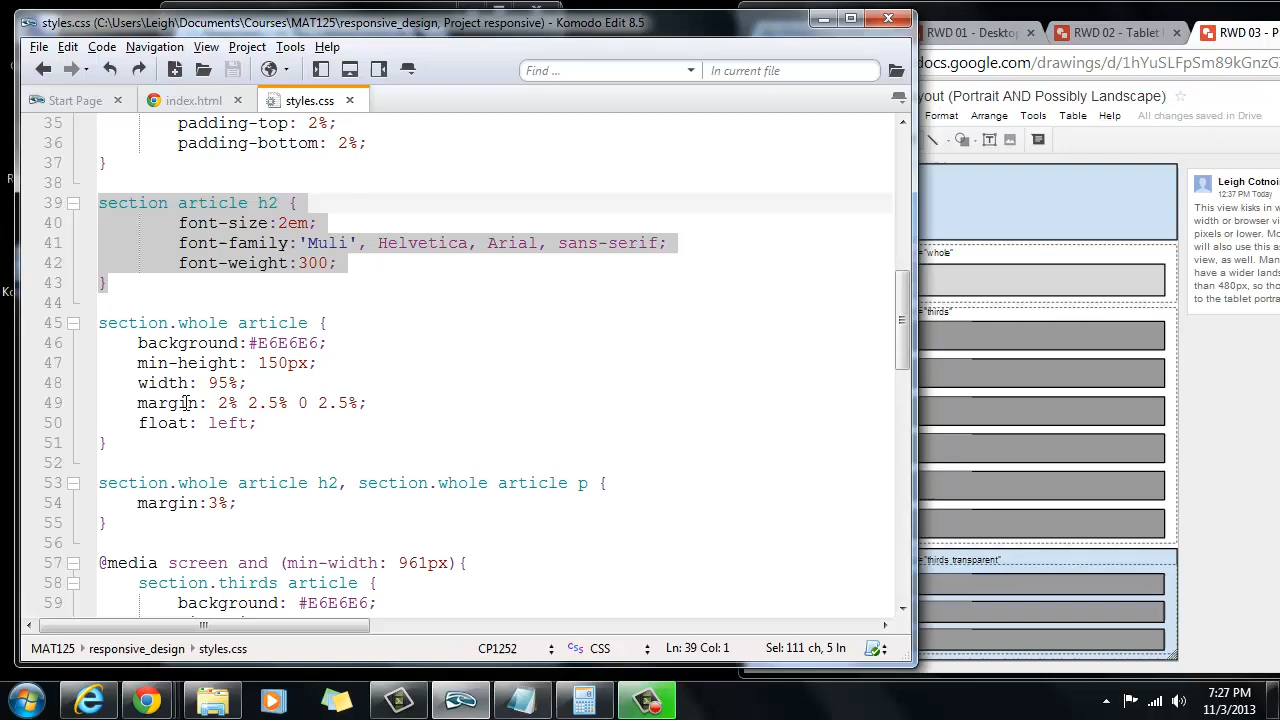 styles.css (C:\Users\Leigh\Documents\Courses\MAT125\responsive_design, Project responsive) - Komodo Edit 8.5
File Edit Code Navigation View Project Tools Help
Find ...
In current file
Start Page
index.html
styles.css
35 padding-top: 2%;
36 padding-bottom: 2%;
37 }
38
39 section article h2 {
40 font-size:2em;
41 font-family:'Muli', Helvetica, Arial, sans-serif;
42 font-weight:300;
43 }
44
45 section.whole article {
46 background:#E6E6E6;
47 min-height: 150px;
48 width: 95%;
49 margin: 2% 2.5% 0 2.5%;
50 float: left;
51 }
52
53 section.whole article h2, section.whole article p {
54 margin:3%;
55 }
56
57 @media screen and (min-width: 961px){
58 section.thirds article {
59 background: #E6E6E6;
MAT125 responsive_design styles.css
CP1252
CSS
Ln: 39 Col: 1
Sel: 111 ch, 5 ln
RWD 01 - Deskto
RWD 02 - Tablet
RWD 03 - P
docs.google.com/drawings/d/1hYuSLFpSm89kGnzG
yout (Portrait AND Possibly Landscape)
Format Arrange Tools Table Help All changes saved in Drive
="whole"
="thirds"
="thirds transparent"
Leigh Cotnoi
12:37 PM Today
This view kisks in w
width or browser vi
pixels or lower. Mo
will also use this a
view, as well. Man
have a wider lands
than 480px, so tho
to the tablet portra
7:27 PM
11/3/2013